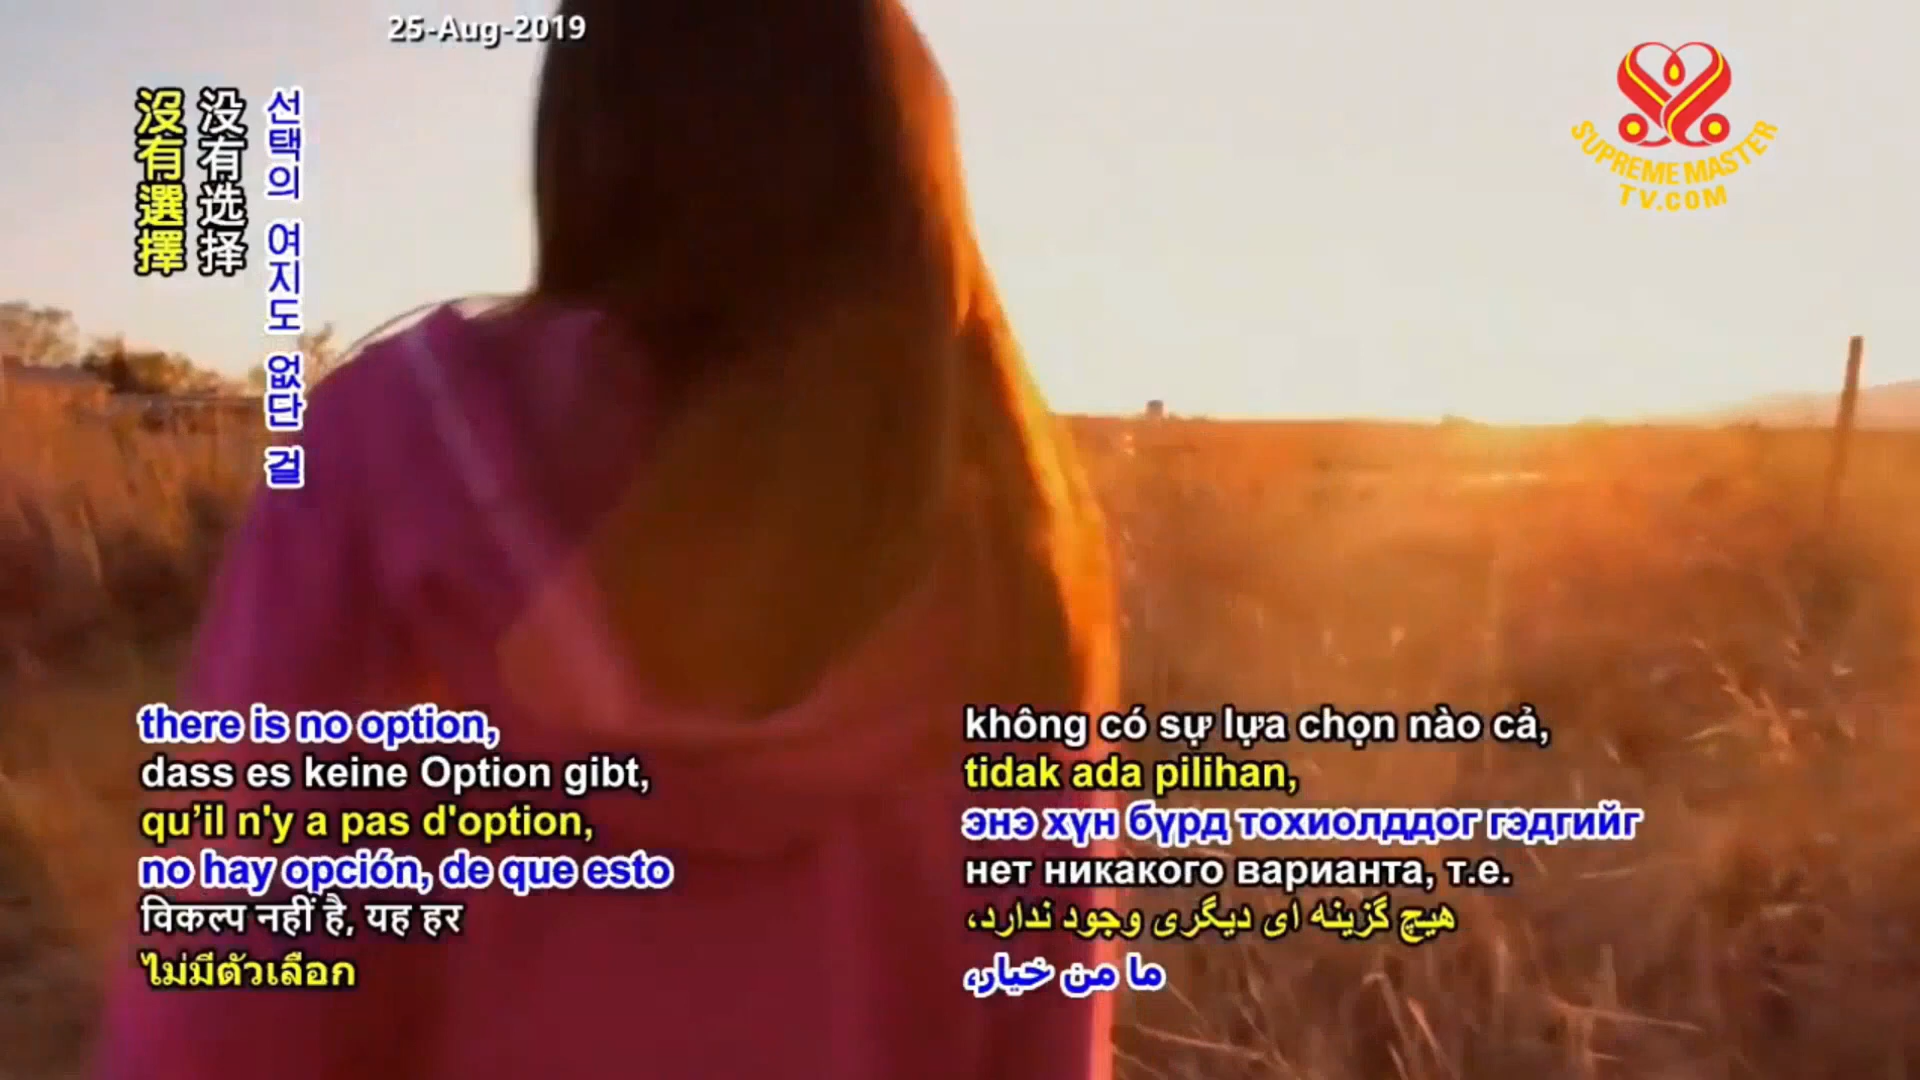 25-Aug-2019
SUPREME MASTER
TV.COM
沒有選擇
没有选择
선택의 여지도 없단 걸
there is no option,
dass es keine Option gibt,
qu’il n'y a pas d'option,
no hay opción, de que esto
विकल्प नहीं है, यह हर
ไม่มีตัวเลือก
không có sự lựa chọn nào cả,
tidak ada pilihan,
энэ хүн бүрд тохиолддог гэдгийг
нет никакого варианта, т.е.
هیچ گزینه ای دیگری وجود ندارد،
ما من خيار،